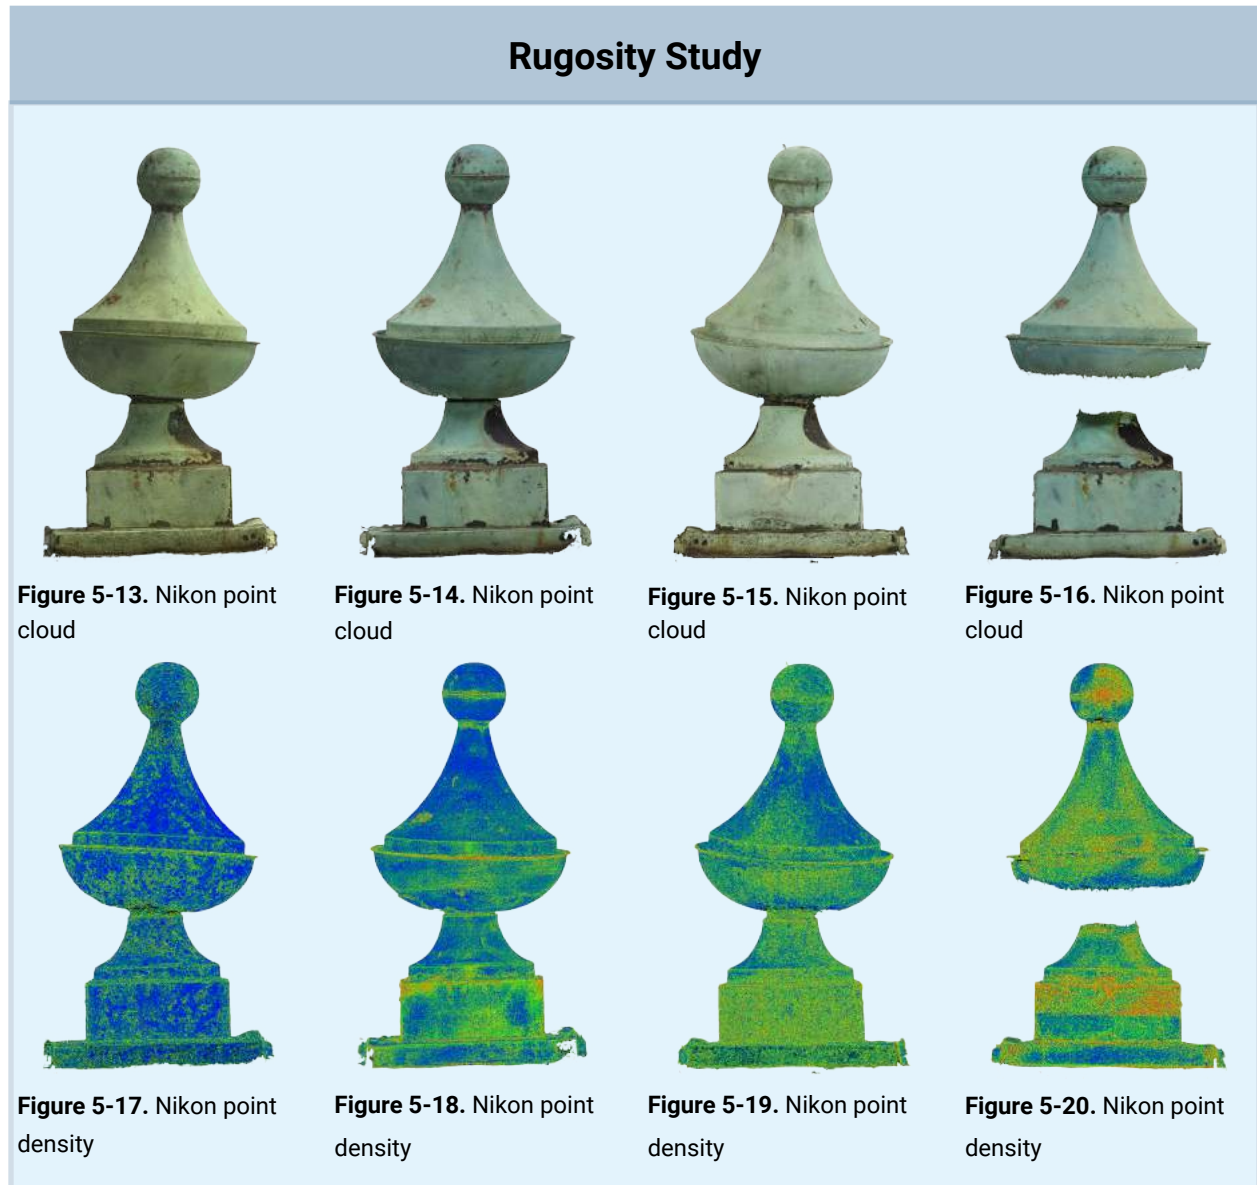 Rugosity Study
Figure 5-13. Nikon point
cloud
Figure 5-14. Nikon point
cloud
Figure 5-15. Nikon point
cloud
Figure 5-16. Nikon point
cloud
Figure 5-17. Nikon point
density
Figure 5-18. Nikon point
density
Figure 5-19. Nikon point
density
Figure 5-20. Nikon point
density